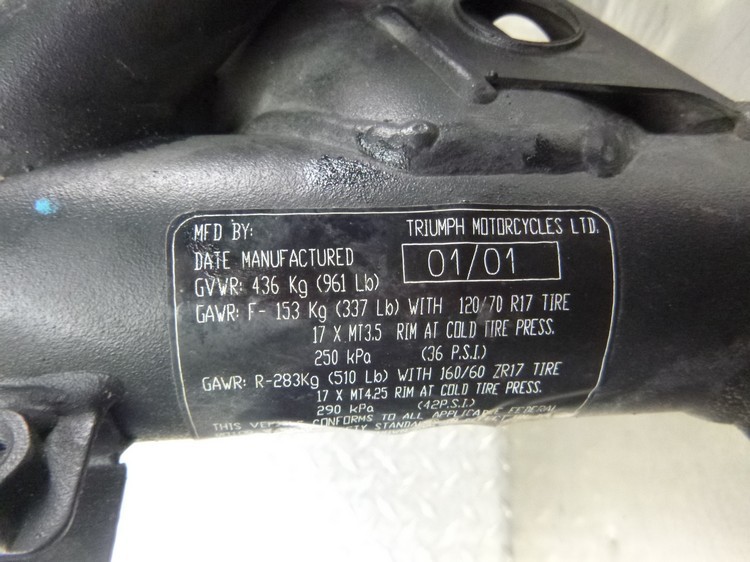 MFD BY: TRIUMPH MOTORCYCLES LTD.
DATE MANUFACTURED 01/01
GVWR: 436 Kg (961 Lb)
GAWR: F- 153 Kg (337 Lb) WITH 120/70 R17 TIRE
17 X MT3.5 RIM AT COLD TIRE PRESS.
250 kPa (36 P.S.I.)
GAWR: R-283Kg (510 Lb) WITH 160/60 ZR17 TIRE
17 X MT4.25 RIM AT COLD TIRE PRESS.
290 kPa (42P.S.I.)
THIS CONFORMS TO ALL FEDERAL